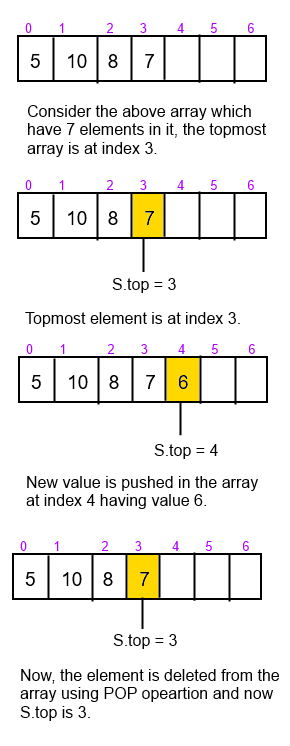 0 1 2 3 4 5 6
5 10 8 7
Consider the above array which
have 7 elements in it, the topmost
array is at index 3.
0 1 2 3 4 5 6
5 10 8 7
S.top = 3
Topmost element is at index 3.
0 1 2 3 4 5 6
5 10 8 7 6
S.top = 4
New value is pushed in the array
at index 4 having value 6.
0 1 2 3 4 5 6
5 10 8 7
S.top = 3
Now, the element is deleted from the
array using POP opeartion and now
S.top is 3.